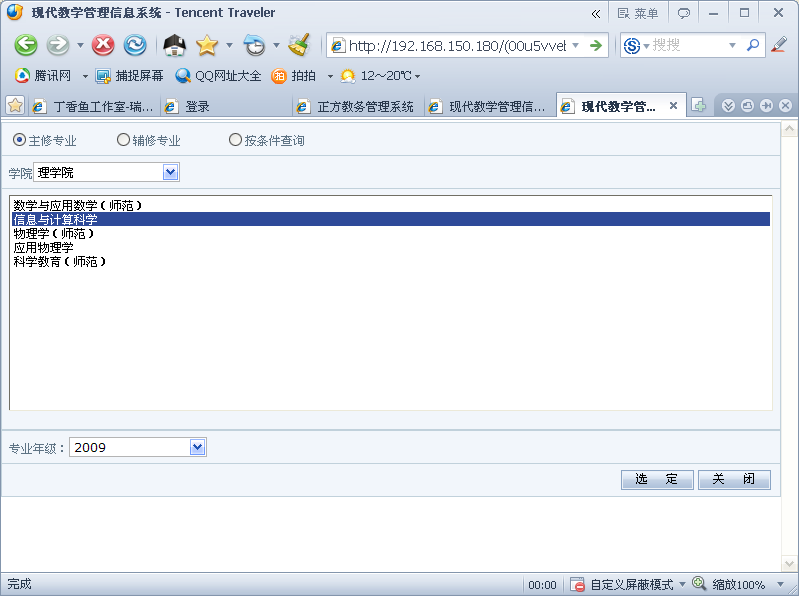 现代教学管理信息系统 - Tencent Traveler
菜单
http://192.168.150.180/(00u5vvel
搜搜
腾讯网 捕捉屏幕 QQ网址大全 拍拍 12～20℃
丁香鱼工作室-瑞... 登录 正方教务管理系统 现代教学管理信... 现代教学管...
主修专业 辅修专业 按条件查询
学院 理学院
数学与应用数学（师范）
信息与计算科学
物理学（师范）
应用物理学
科学教育（师范）
专业年级： 2009
选 定 关 闭
完成 00:00 自定义屏蔽模式 缩放100%